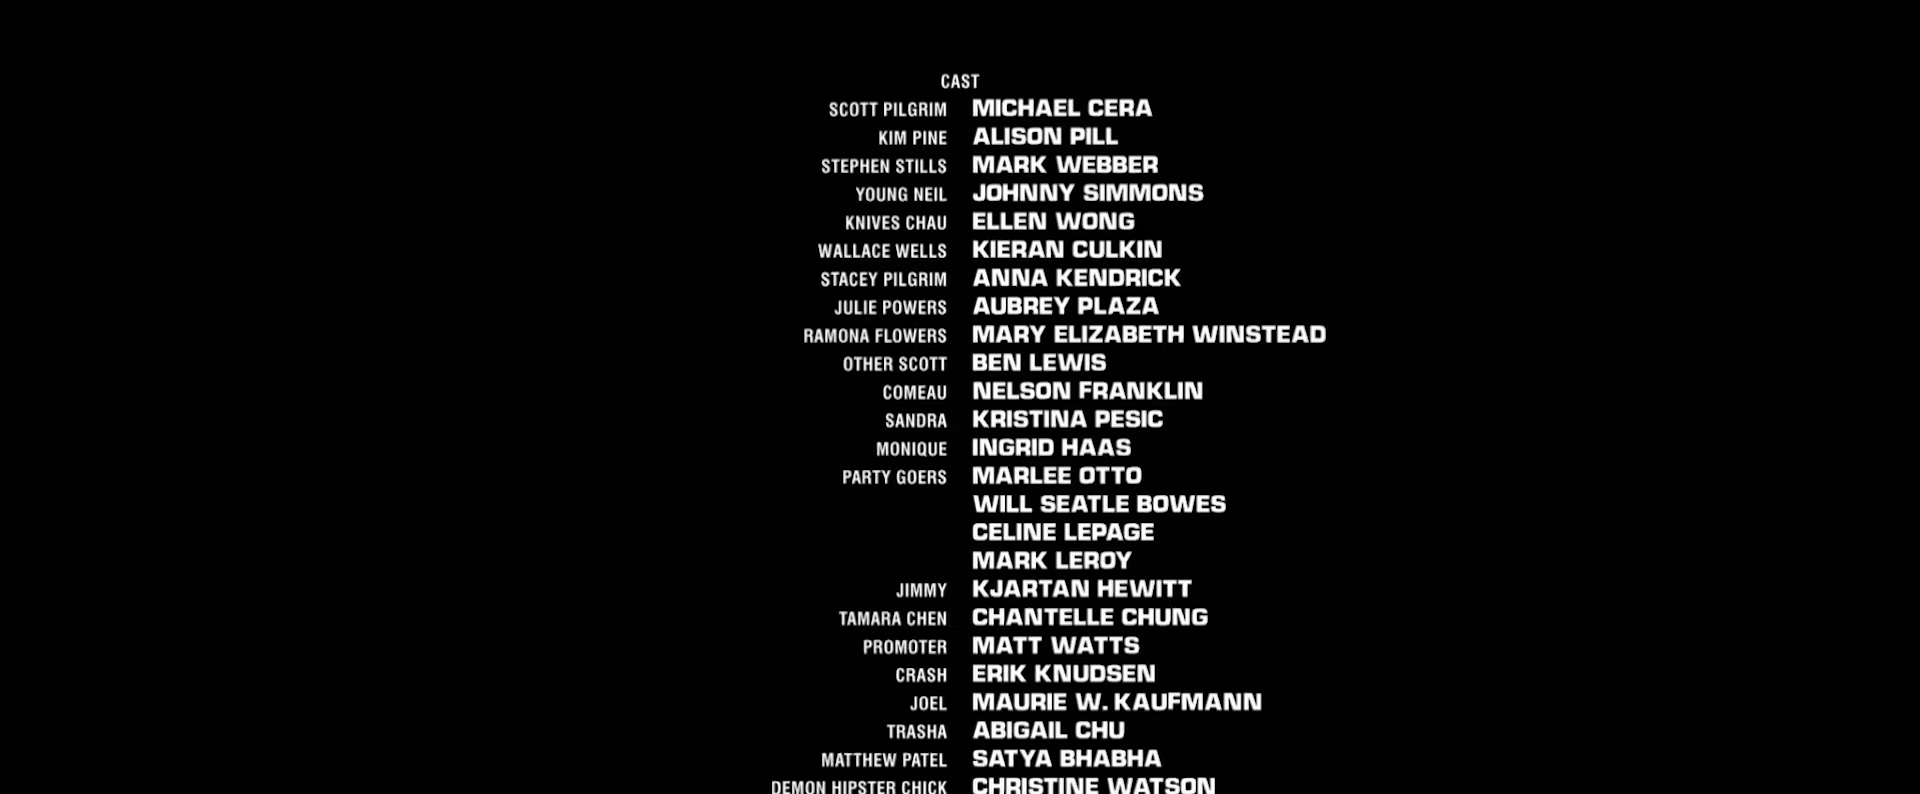 CAST
SCOTT PILGRIM MICHAEL CERA
KIM PINE ALISON PILL
STEPHEN STILLS MARK WEBBER
YOUNG NEIL JOHNNY SIMMONS
KNIVES CHAU ELLEN WONG
WALLACE WELLS KIERAN CULKIN
STACEY PILGRIM ANNA KENDRICK
JULIE POWERS AUBREY PLAZA
RAMONA FLOWERS MARY ELIZABETH WINSTEAD
OTHER SCOTT BEN LEWIS
COMEAU NELSON FRANKLIN
SANDRA KRISTINA PESIC
MONIQUE INGRID HAAS
PARTY GOERS MARLEE OTTO
WILL SEATLE BOWES
CELINE LEPAGE
MARK LEROY
JIMMY KJARTAN HEWITT
TAMARA CHEN CHANTELLE CHUNG
PROMOTER MATT WATTS
CRASH ERIK KNUDSEN
JOEL MAURIE W. KAUFMANN
TRASHA ABIGAIL CHU
MATTHEW PATEL SATYA BHABHA
DEMON HIPSTER CHICK CHRISTINE WATSON